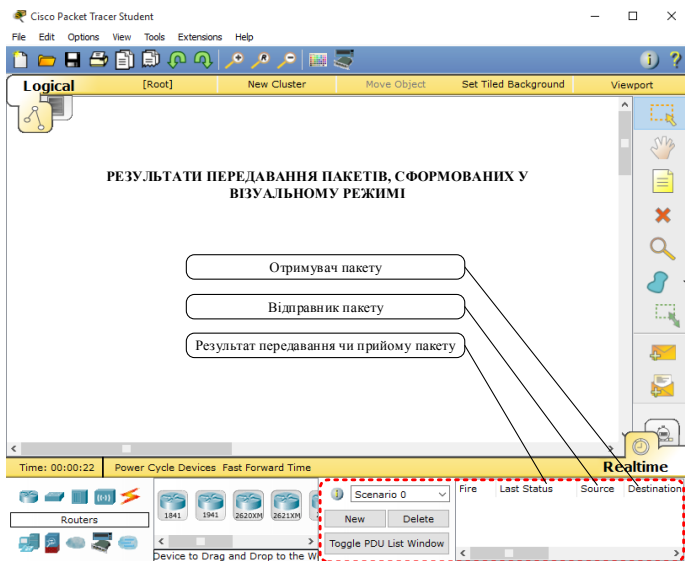 Cisco Packet Tracer Student
File Edit Options View Tools Extensions Help
Logical [Root] New Cluster Move Object Set Tiled Background Viewport
РЕЗУЛЬТАТИ ПЕРЕДАВАННЯ ПАКЕТІВ, СФОРМОВАНИХ У
ВІЗУАЛЬНОМУ РЕЖИМІ
Отримувач пакету
Відправник пакету
Результат передавання чи прийому пакету
Time: 00:00:22 Power Cycle Devices Fast Forward Time Realtime
Scenario 0 Fire Last Status Source Destination
Routers 1841 1941 2620XM 2621XM New Delete
Toggle PDU List Window
Device to Drag and Drop to the W